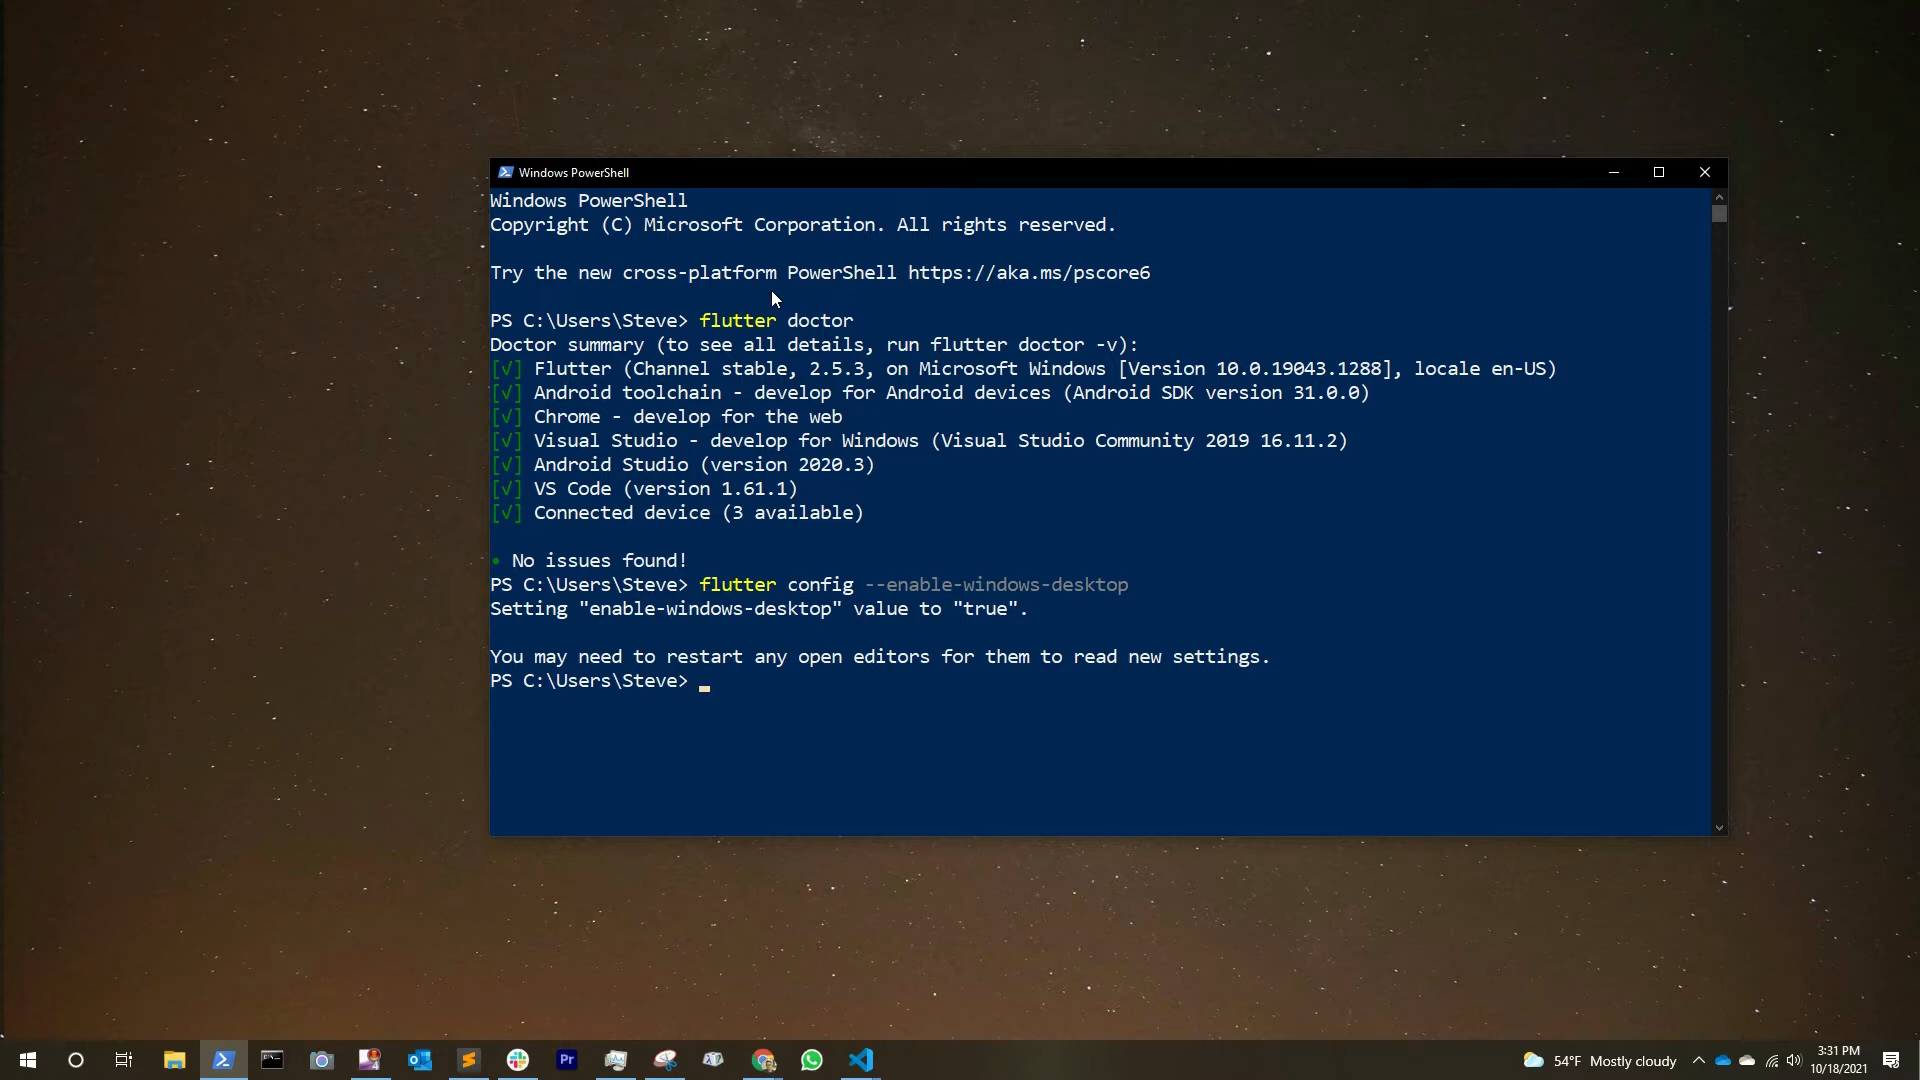 Windows PowerShell
Windows PowerShell
Copyright (C) Microsoft Corporation. All rights reserved.
Try the new cross-platform PowerShell https://aka.ms/pscore6
PS C:\Users\Steve> flutter doctor
Doctor summary (to see all details, run flutter doctor -v):
[√] Flutter (Channel stable, 2.5.3, on Microsoft Windows [Version 10.0.19043.1288], locale en-US)
[√] Android toolchain - develop for Android devices (Android SDK version 31.0.0)
[√] Chrome - develop for the web
[√] Visual Studio - develop for Windows (Visual Studio Community 2019 16.11.2)
[√] Android Studio (version 2020.3)
[√] VS Code (version 1.61.1)
[√] Connected device (3 available)
• No issues found!
PS C:\Users\Steve> flutter config --enable-windows-desktop
Setting "enable-windows-desktop" value to "true".
You may need to restart any open editors for them to read new settings.
PS C:\Users\Steve>
Pr
54°F Mostly cloudy
3:31 PM
10/18/2021